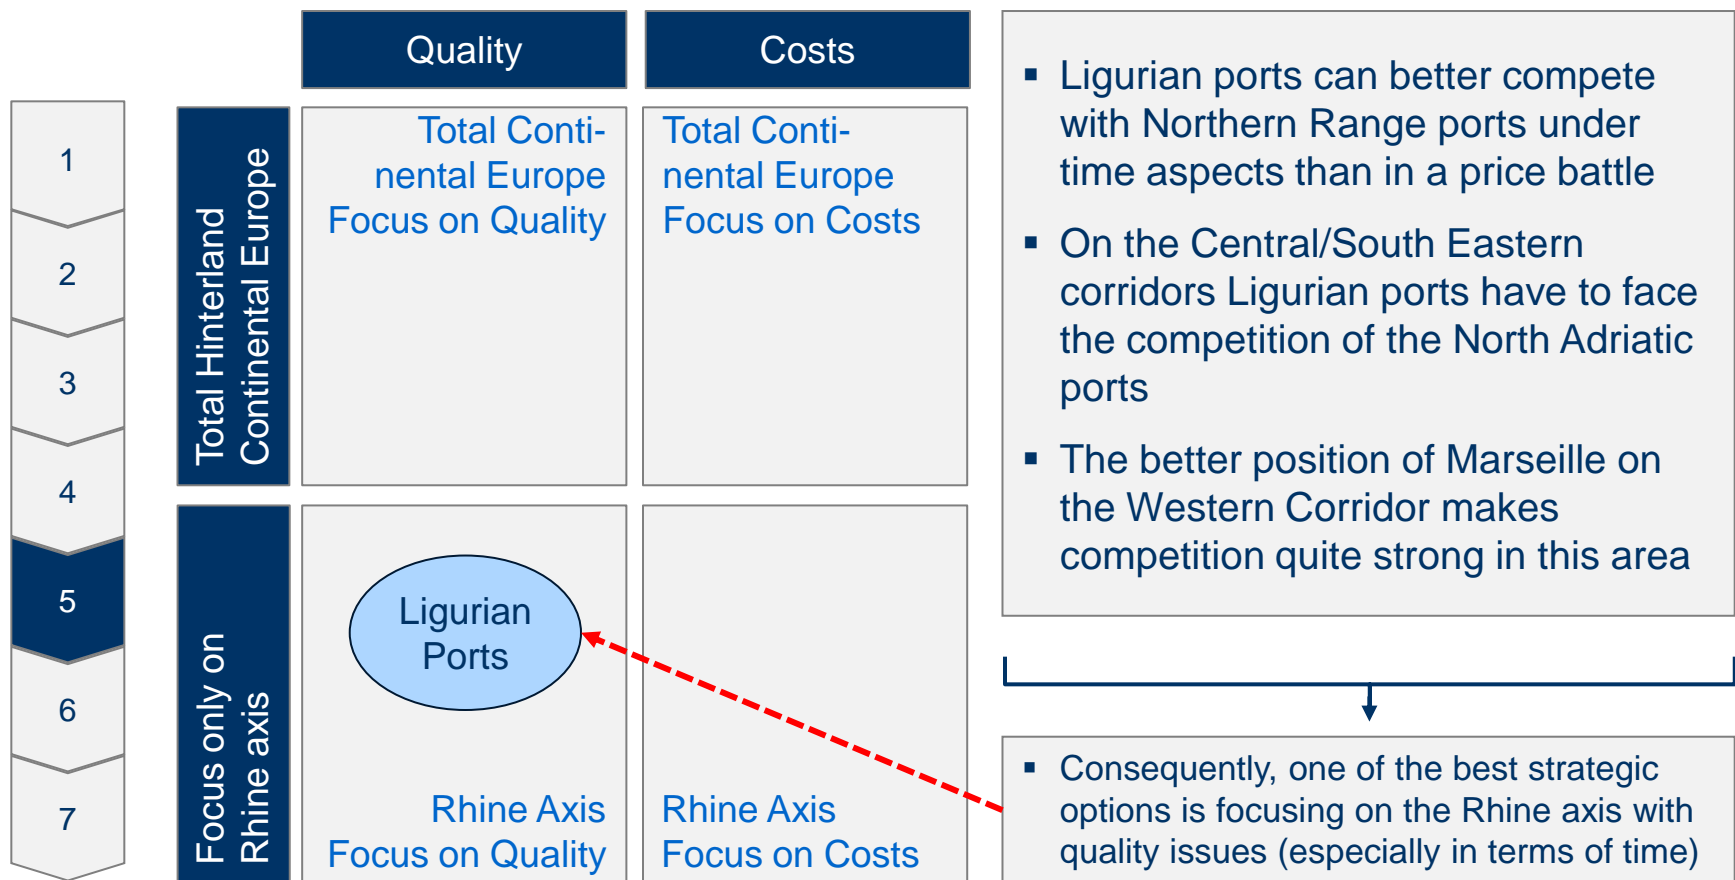 Quality
Costs
1
2
3
4
5
6
7
Total Hinterland
Continental Europe
Total Conti-
nental Europe
Focus on Quality
Total Conti-
nental Europe
Focus on Costs
Focus only on
Rhine axis
Ligurian
Ports
Rhine Axis
Focus on Quality
Rhine Axis
Focus on Costs
▪ Ligurian ports can better compete
with Northern Range ports under
time aspects than in a price battle
▪ On the Central/South Eastern
corridors Ligurian ports have to face
the competition of the North Adriatic
ports
▪ The better position of Marseille on
the Western Corridor makes
competition quite strong in this area
▪ Consequently, one of the best strategic
options is focusing on the Rhine axis with
quality issues (especially in terms of time)